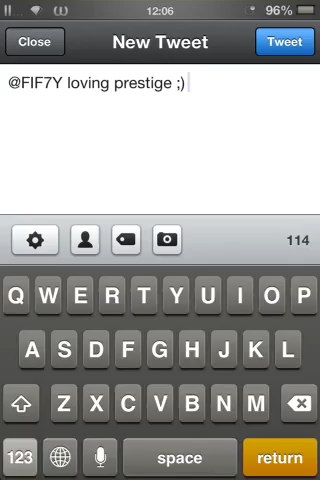 12:06
96%
Close
New Tweet
Tweet
@FIF7Y loving prestige ;)
114
Q W E R T Y U I O P
A S D F G H J K L
Z X C V B N M
123
space
return